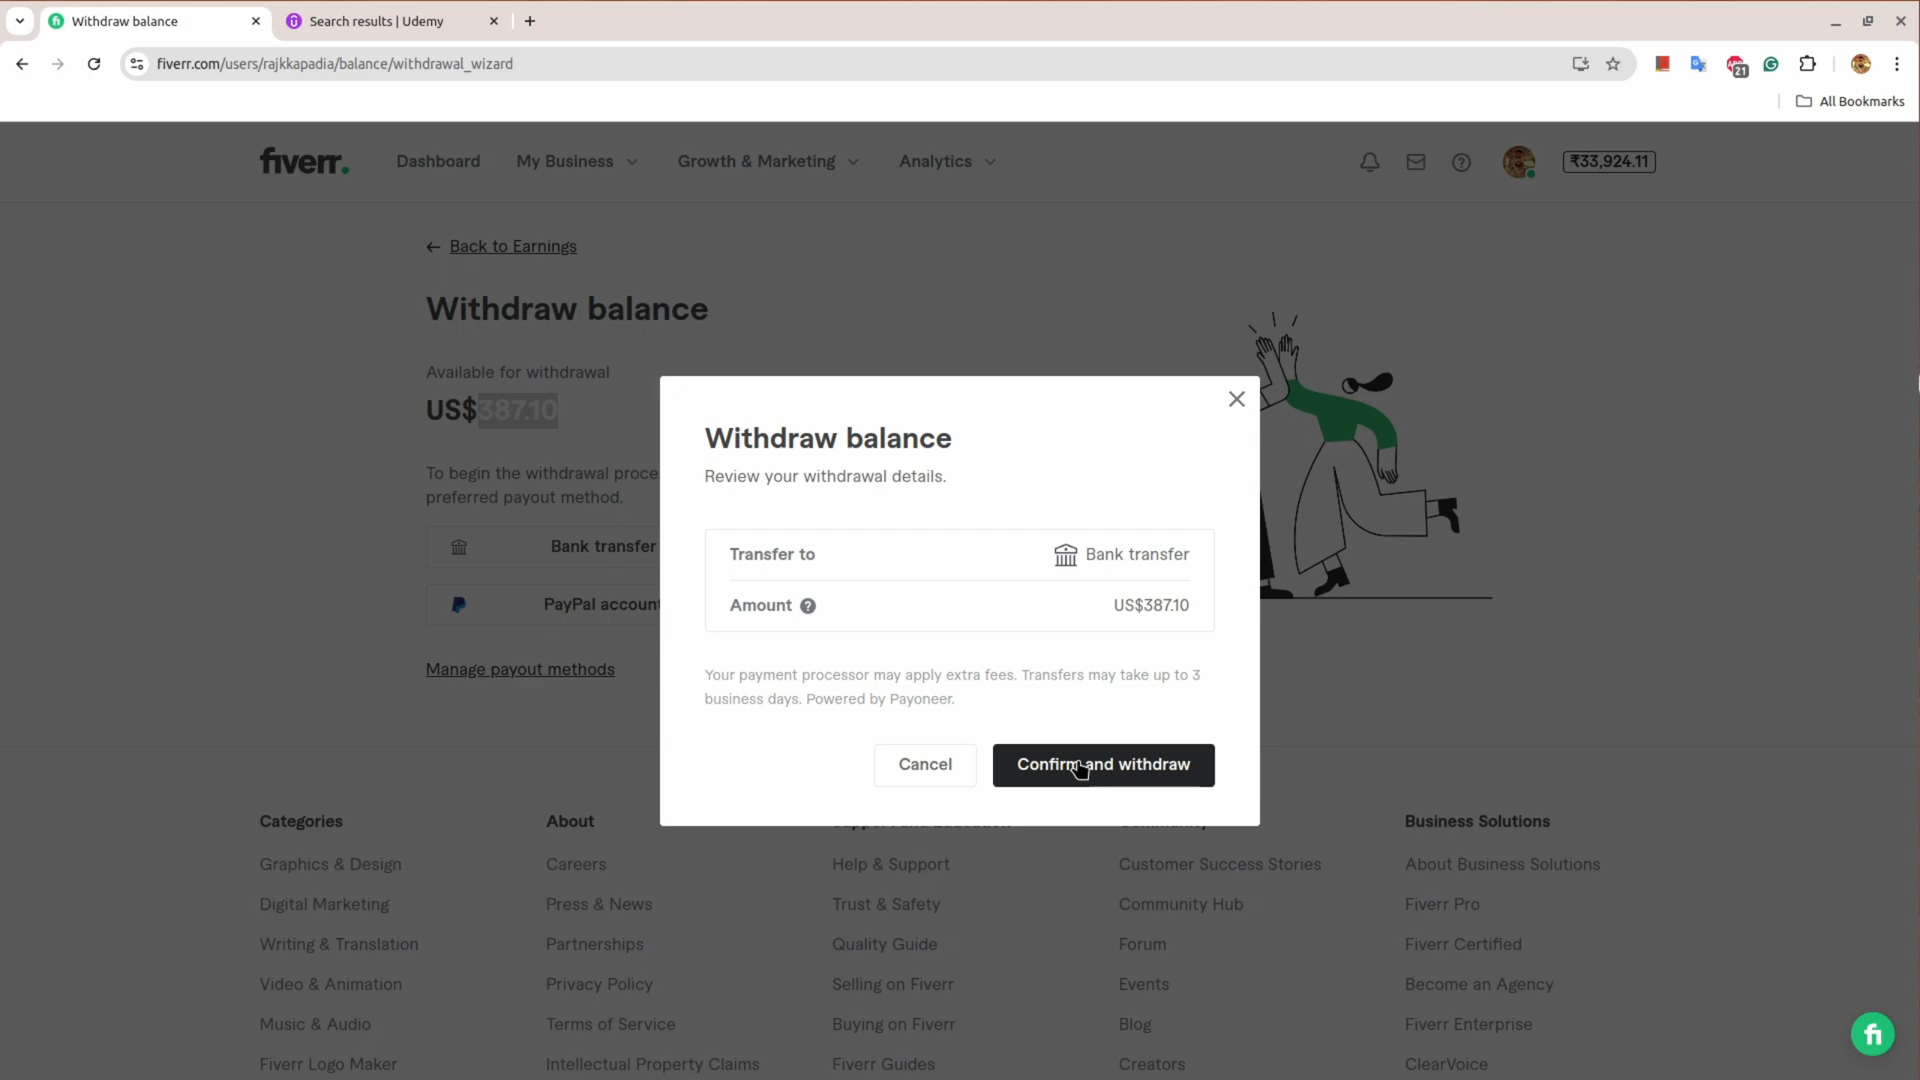 Withdraw balance
Search results | Udemy
fiverr.com/users/rajkkapadia/balance/withdrawal_wizard
21
All Bookmarks
fiverr.
Dashboard
My Business
Growth & Marketing
Analytics
₹33,924.11
Back to Earnings
Withdraw balance
Available for withdrawal
US$387.10
To begin the withdrawal proce
preferred payout method.
Bank transfer
PayPal account
Manage payout methods
Withdraw balance
Review your withdrawal details.
Transfer to
Bank transfer
Amount ?
US$387.10
Your payment processor may apply extra fees. Transfers may take up to 3
business days. Powered by Payoneer.
Cancel
Confirm and withdraw
Categories
About
Business Solutions
Graphics & Design
Careers
Help & Support
Customer Success Stories
About Business Solutions
Digital Marketing
Press & News
Trust & Safety
Community Hub
Fiverr Pro
Writing & Translation
Partnerships
Quality Guide
Forum
Fiverr Certified
Video & Animation
Privacy Policy
Selling on Fiverr
Events
Become an Agency
Music & Audio
Terms of Service
Buying on Fiverr
Blog
Fiverr Enterprise
Fiverr Logo Maker
Intellectual Property Claims
Fiverr Guides
Creators
ClearVoice
fi